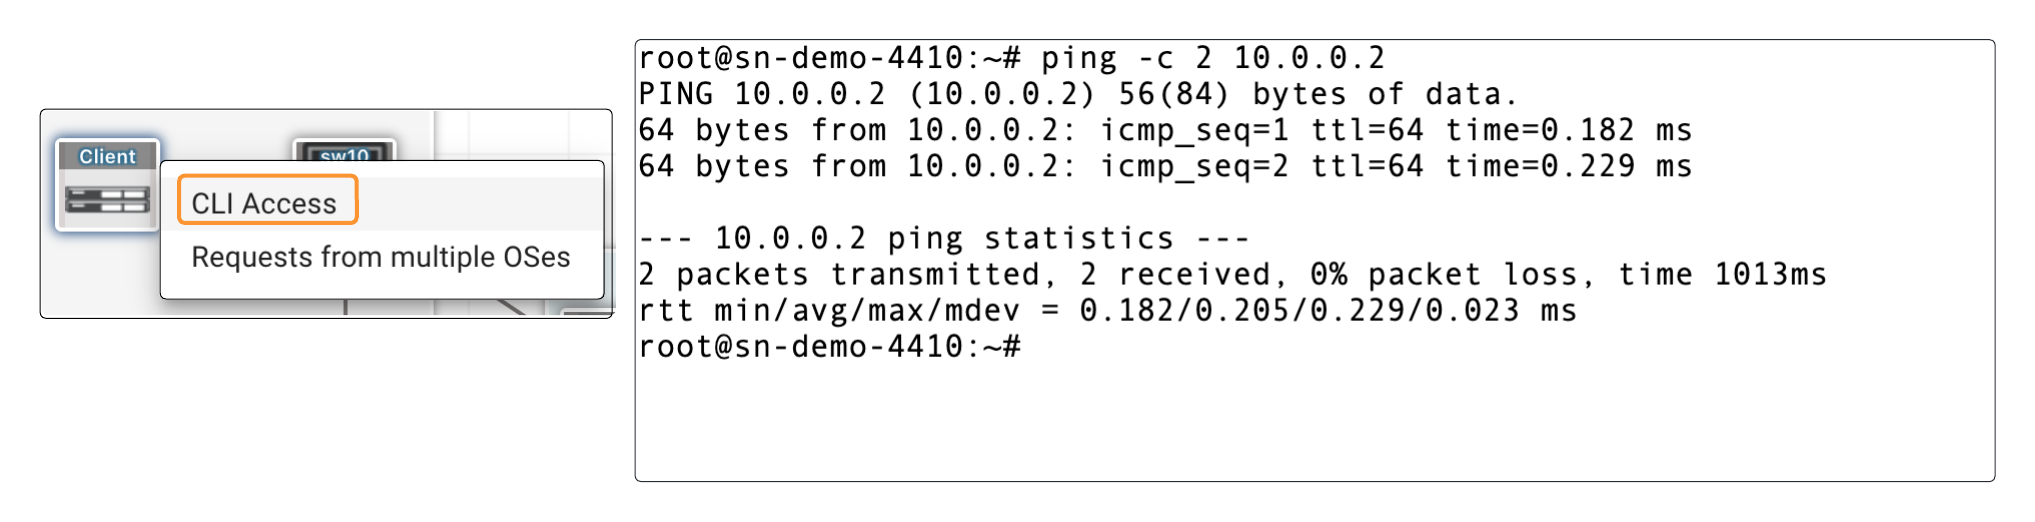 Client
sw10
CLI Access
Requests from multiple OSes
root@sn-demo-4410:~# ping -c 2 10.0.0.2
PING 10.0.0.2 (10.0.0.2) 56(84) bytes of data.
64 bytes from 10.0.0.2: icmp_seq=1 ttl=64 time=0.182 ms
64 bytes from 10.0.0.2: icmp_seq=2 ttl=64 time=0.229 ms
--- 10.0.0.2 ping statistics ---
2 packets transmitted, 2 received, 0% packet loss, time 1013ms
rtt min/avg/max/mdev = 0.182/0.205/0.229/0.023 ms
root@sn-demo-4410:~#